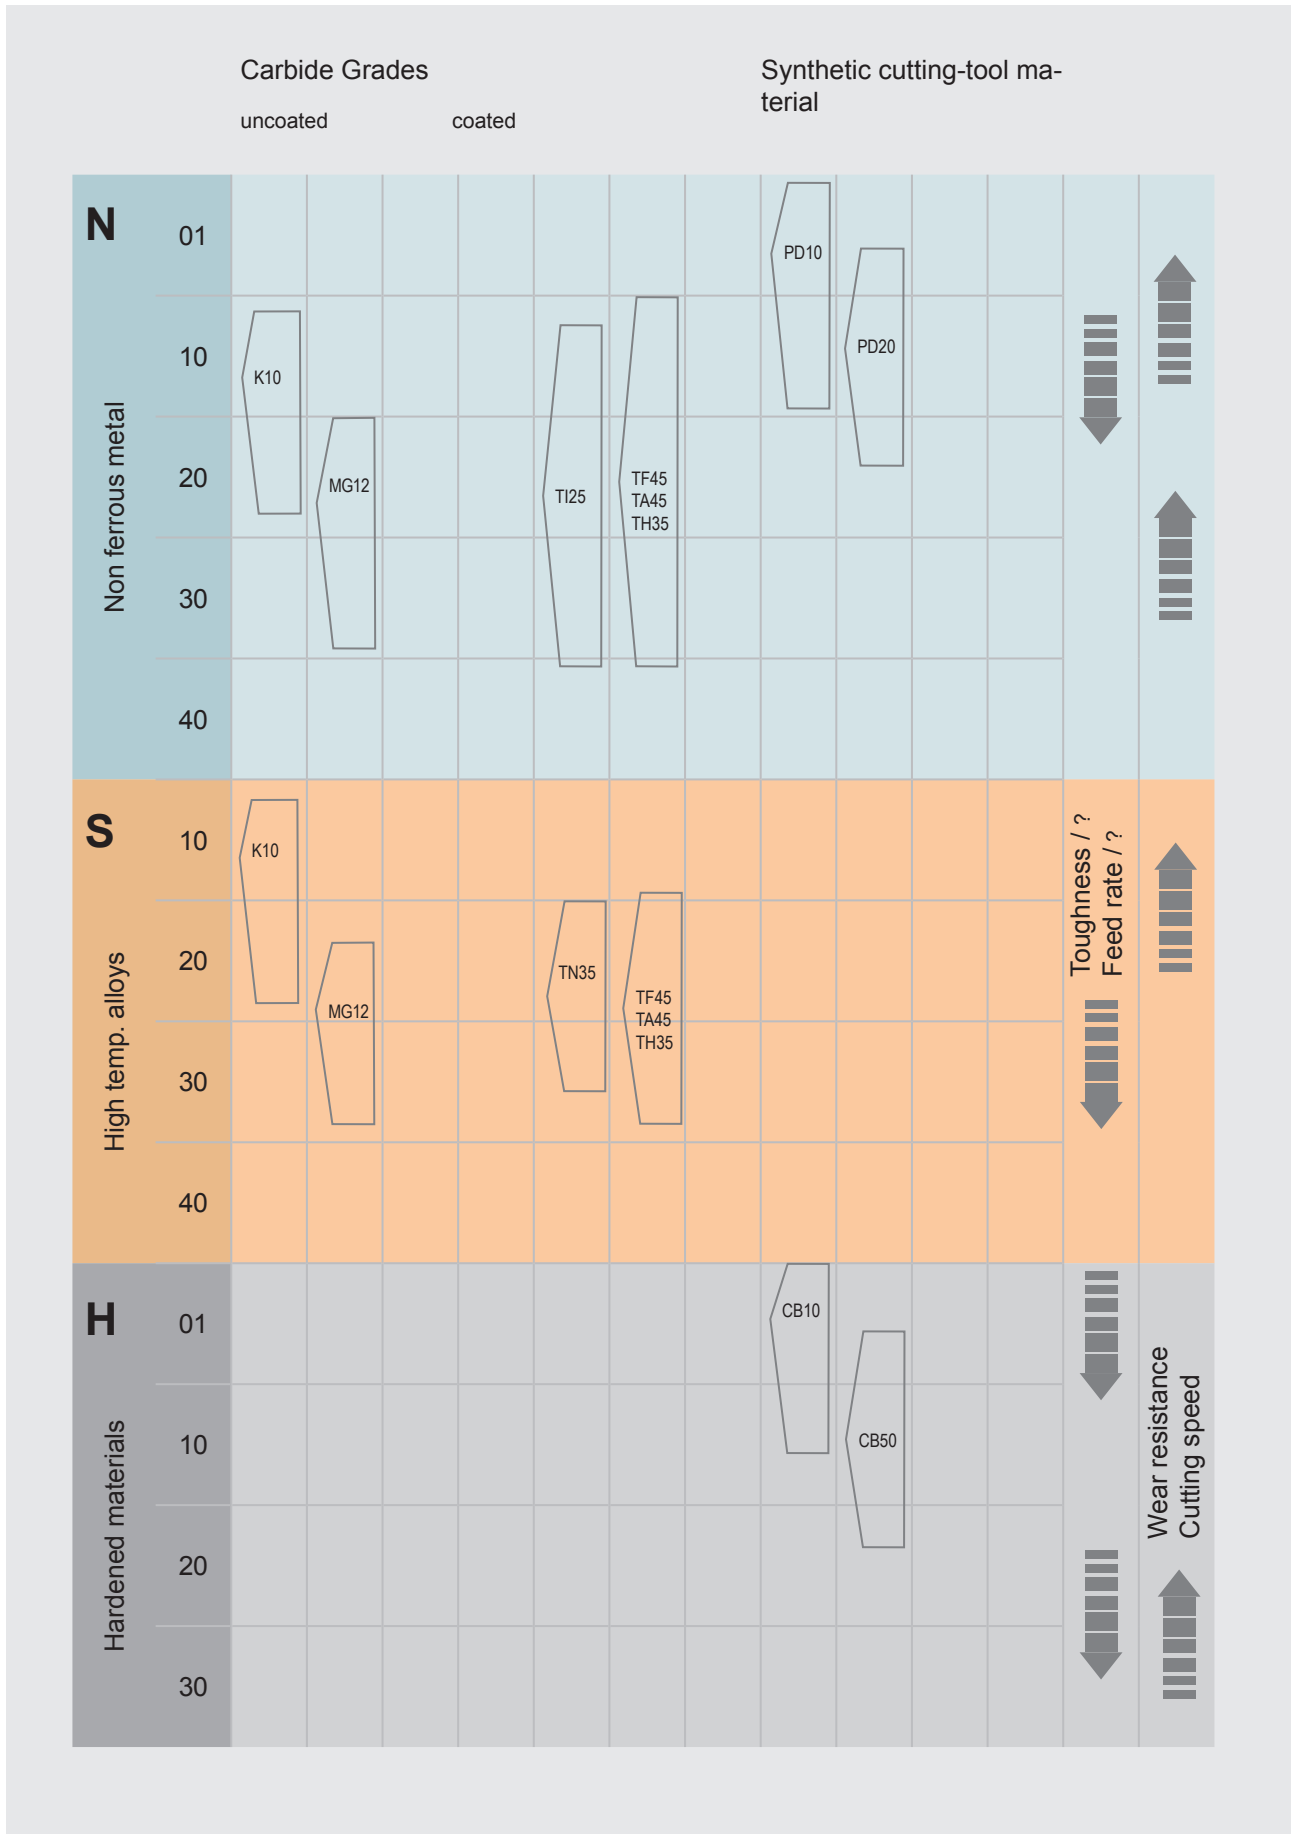 Carbide Grades
Synthetic cutting-tool ma-
terial
uncoated
coated
N
Non ferrous metal
01
10
20
30
40
K10
MG12
TI25
TF45
TA45
TH35
PD10
PD20
S
High temp. alloys
10
20
30
40
K10
MG12
TN35
TF45
TA45
TH35
Toughness / ?
Feed rate / ?
H
Hardened materials
01
10
20
30
CB10
CB50
Wear resistance
Cutting speed